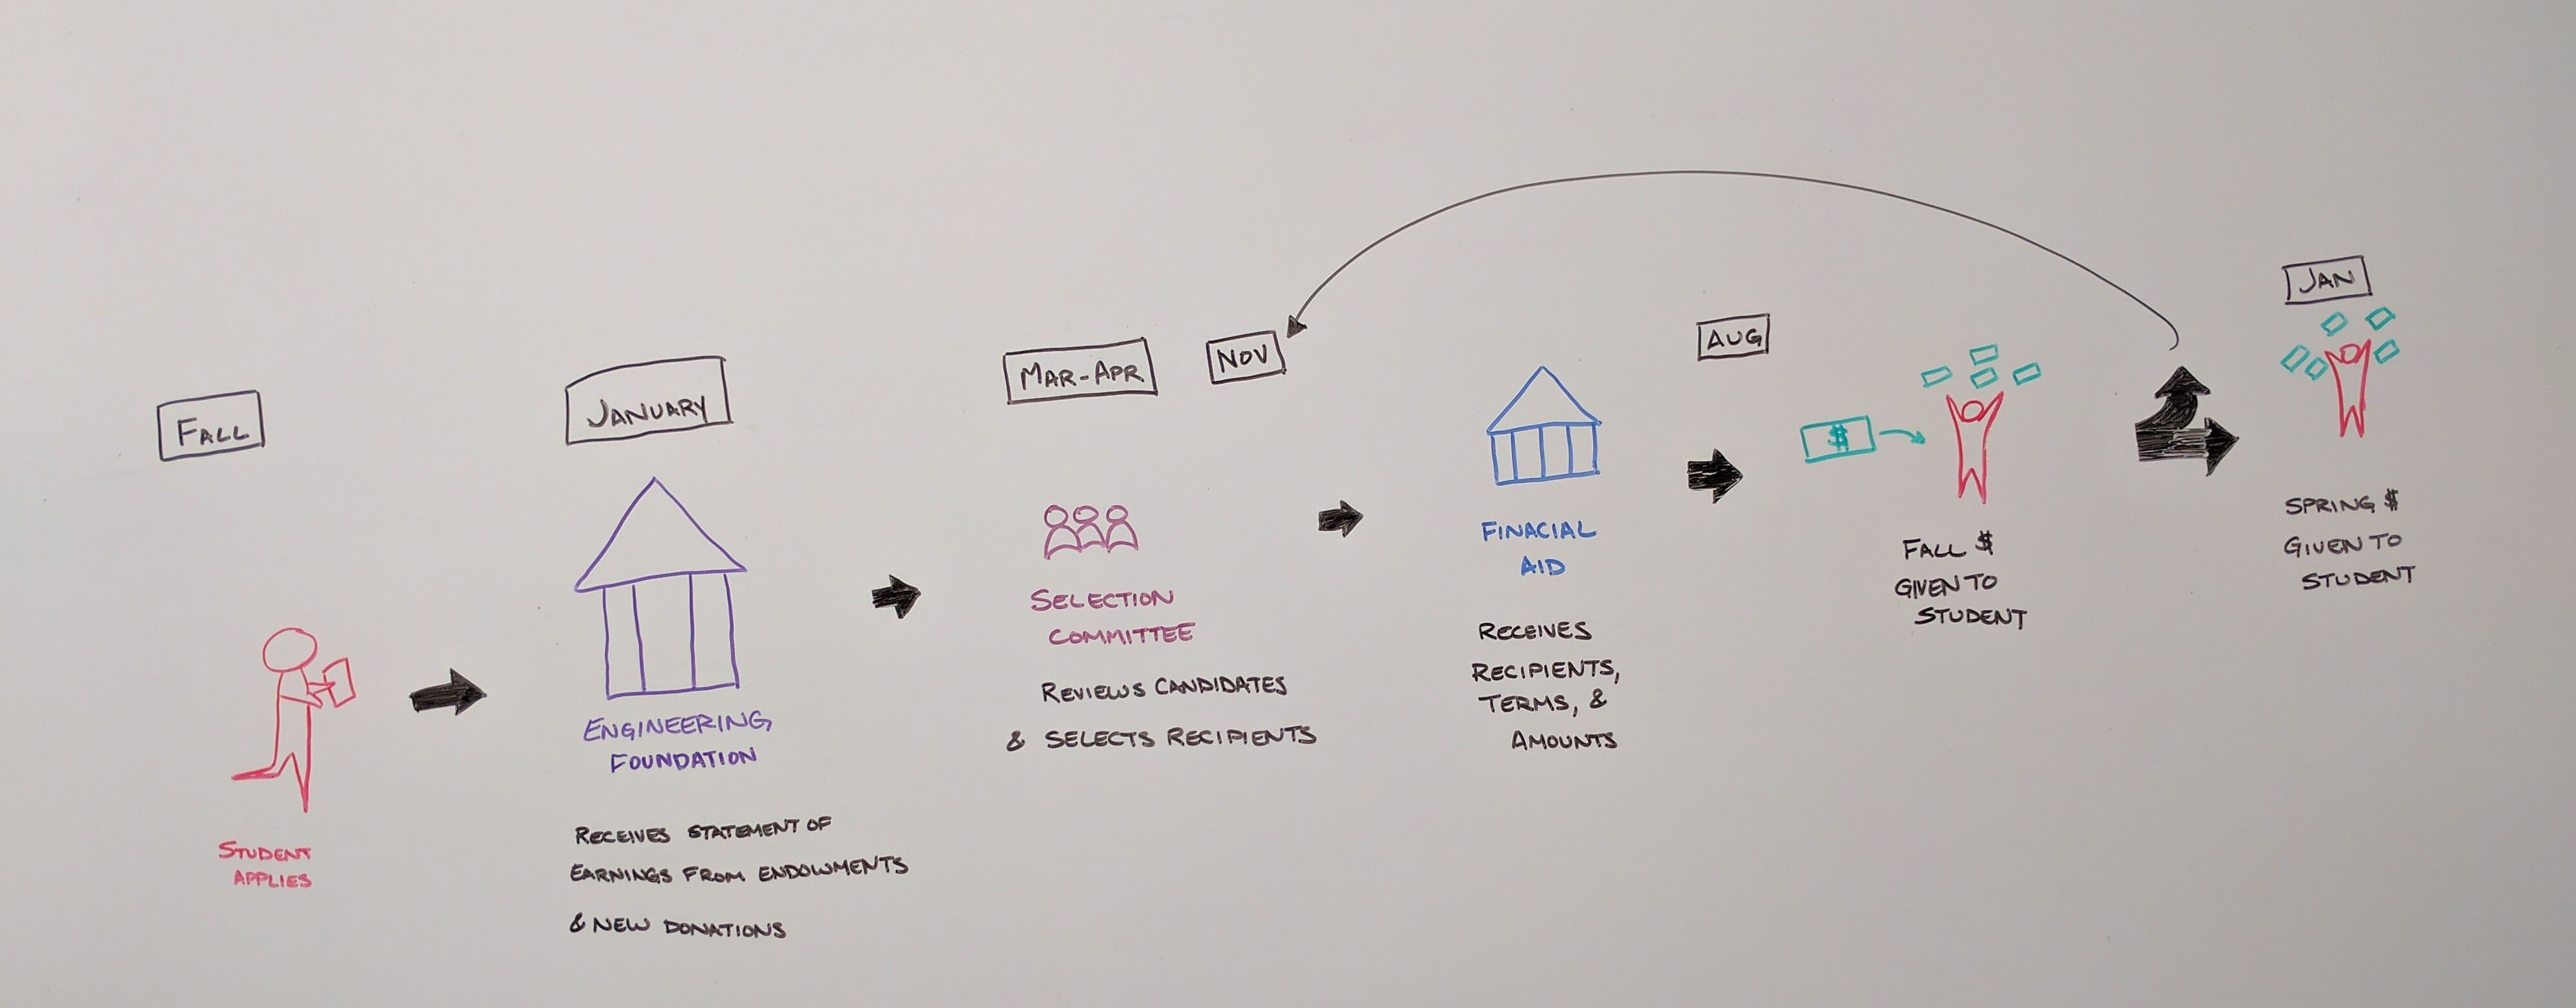 FALL
STUDENT
APPLIES
JANUARY
ENGINEERING
FOUNDATION
RECEIVES STATEMENT OF
EARNINGS FROM ENDOWMENTS
& NEW DONATIONS
MAR-APR
NOV
SELECTION
COMMITTEE
REVIEWS CANDIDATES
& SELECTS RECIPIENTS
FINACIAL
AID
RECEIVES
RECIPIENTS,
TERMS, &
AMOUNTS
AUG
$
FALL $
GIVEN TO
STUDENT
JAN
SPRING $
GIVEN TO
STUDENT